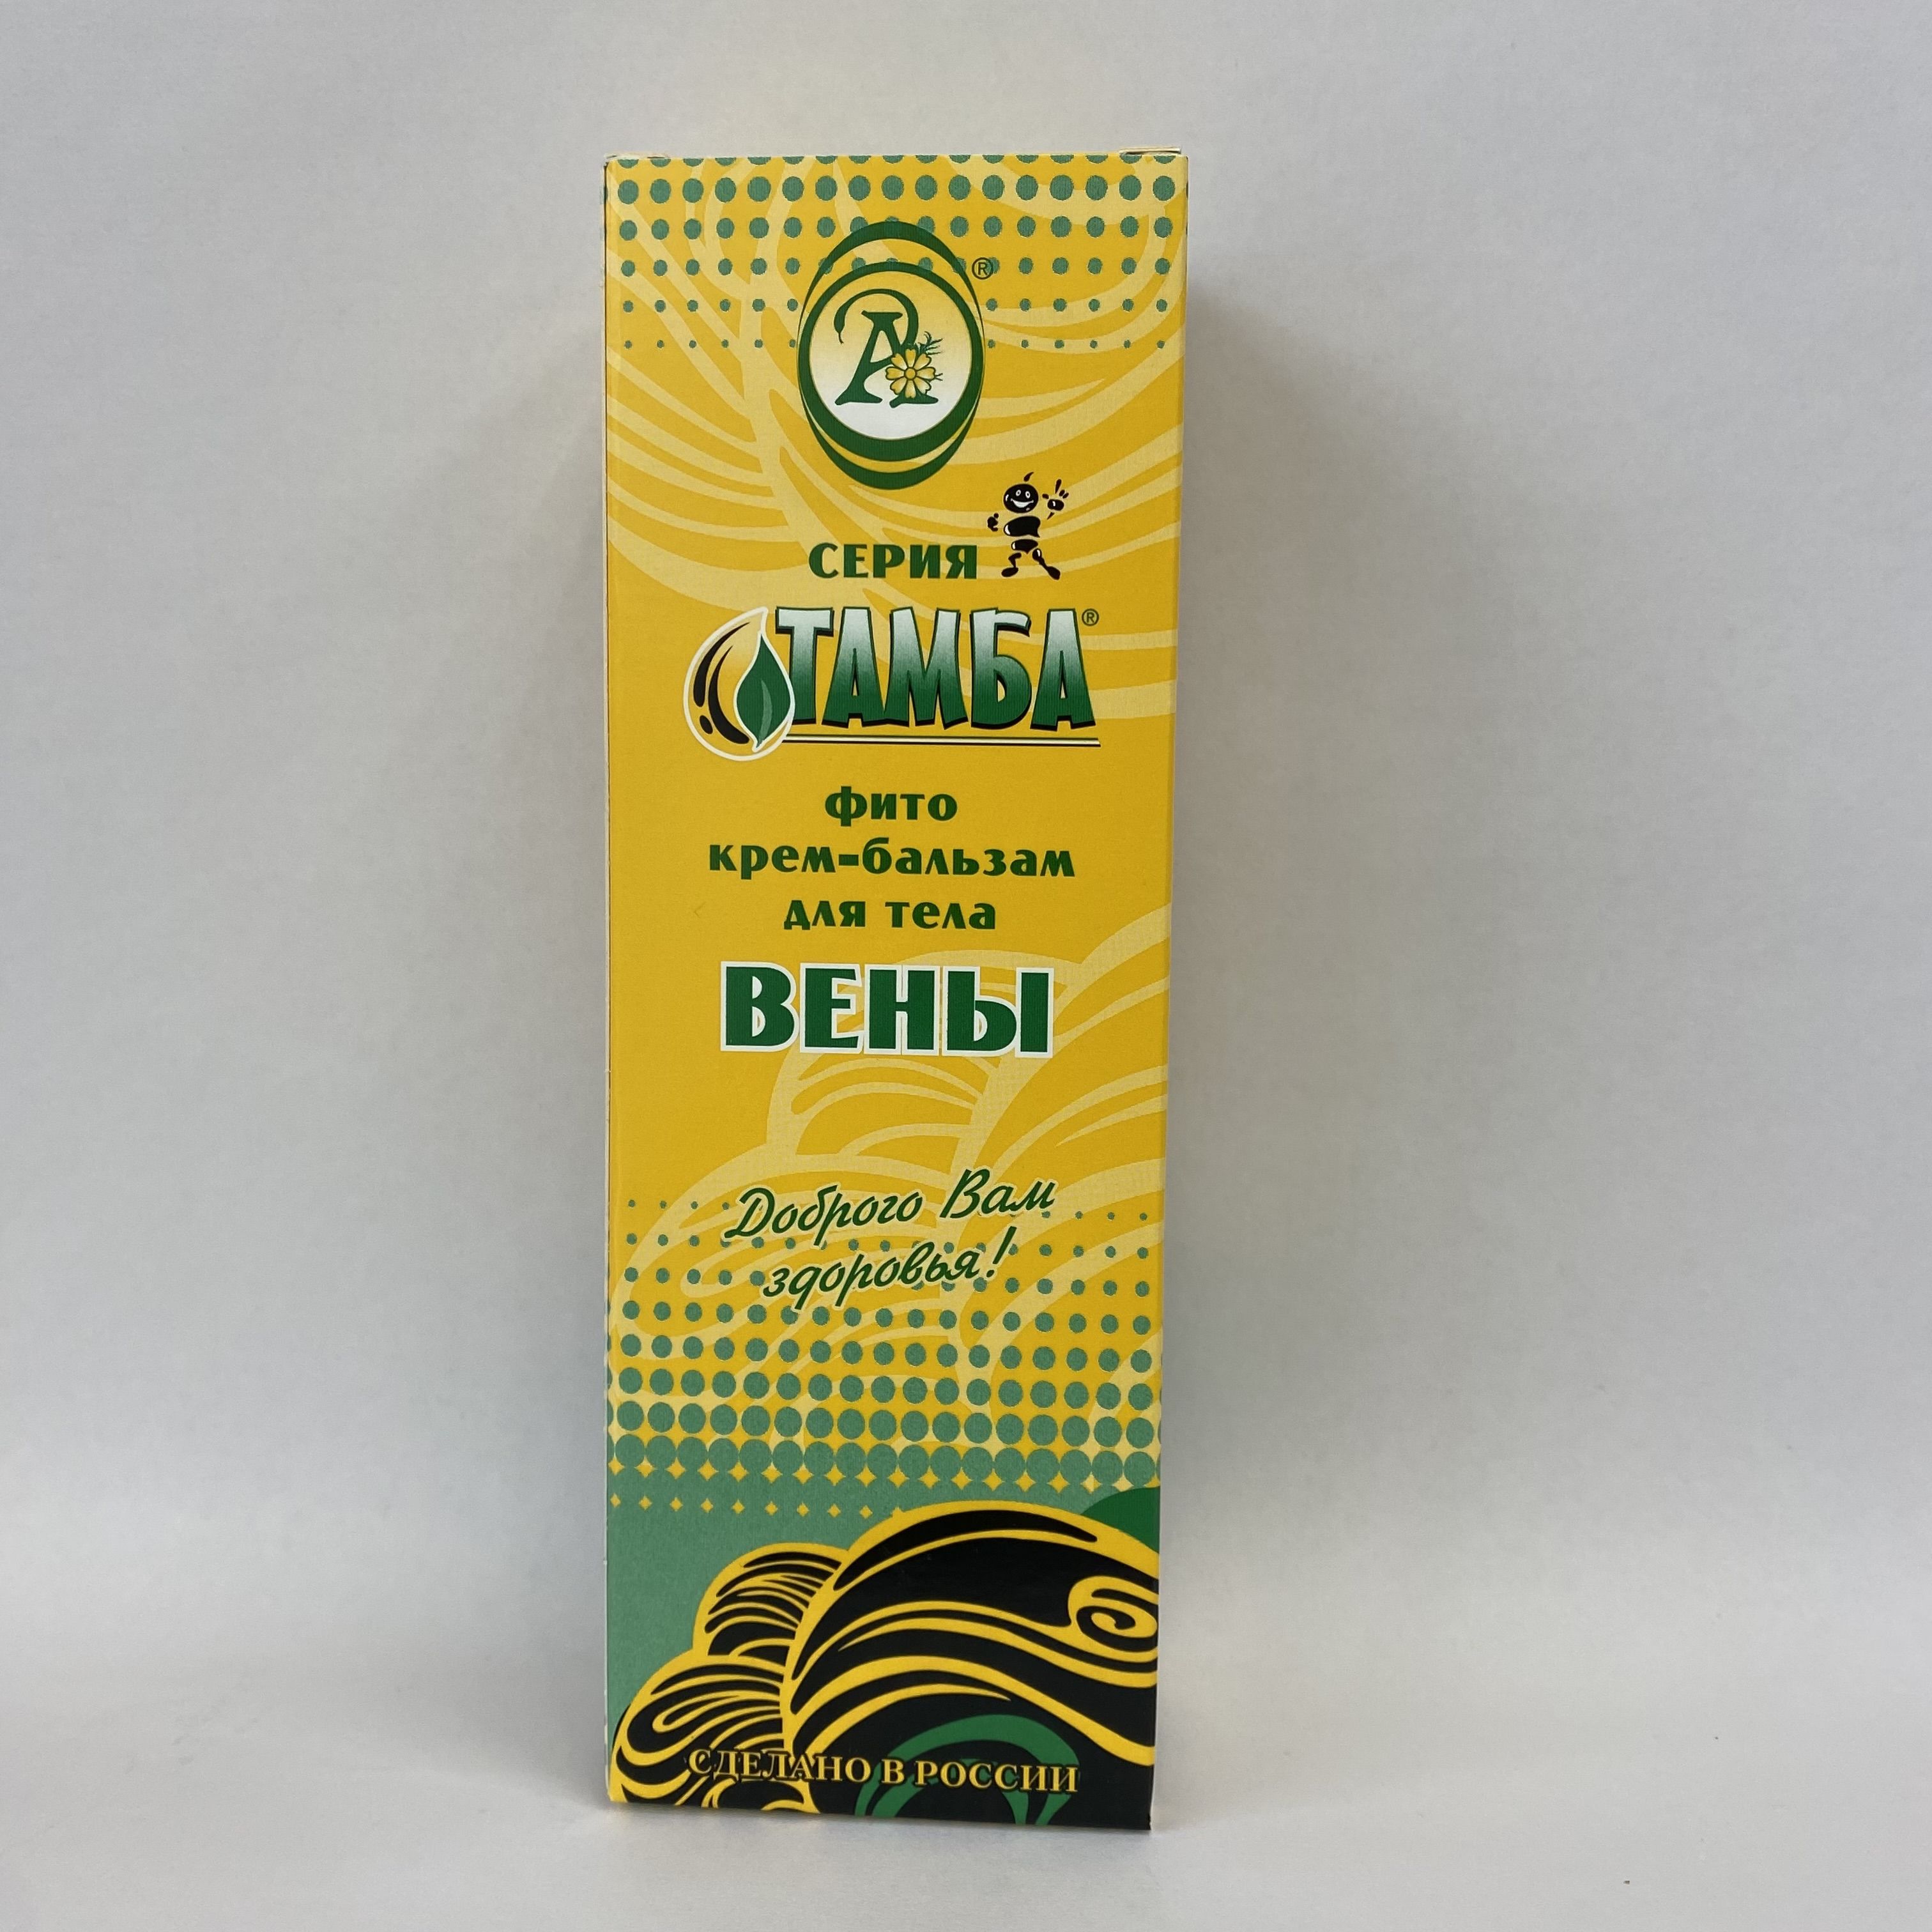 А
®
СЕРИЯ
ТАМБА®
фито
крем-бальзам
для тела
ВЕНЫ
Доброго Вам
здоровья!
СДЕЛАНО В РОССИИ